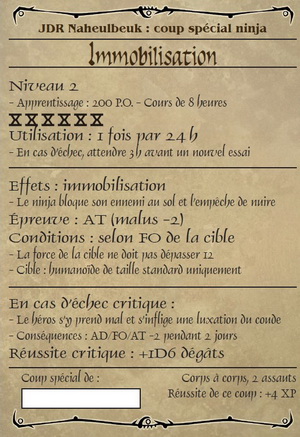 JDR Naheulbeuk : coup spécial ninja
Immobilisation
Niveau 2
- Apprentissage : 200 P.O. - Cours de 8 heures
Utilisation : 1 fois par 24 h
- En cas d'échec, attendre 3h avant un nouvel essai
Effets : immobilisation
- Le ninja bloque son ennemi au sol et l'empêche de nuire
Épreuve : AT (malus -2)
Conditions : selon FO de la cible
- La force de la cible ne doit pas dépasser 12
- Cible : humanoïde de taille standard uniquement
En cas d'échec critique :
- Le héros s'y prend mal et s'inflige une luxation du coude
- Conséquences : AD/FO/AT -2 pendant 2 jours
Réussite critique : +1D6 dégâts
Coup spécial de :
Corps à corps, 2 assauts
Réussite de ce coup : +4 XP